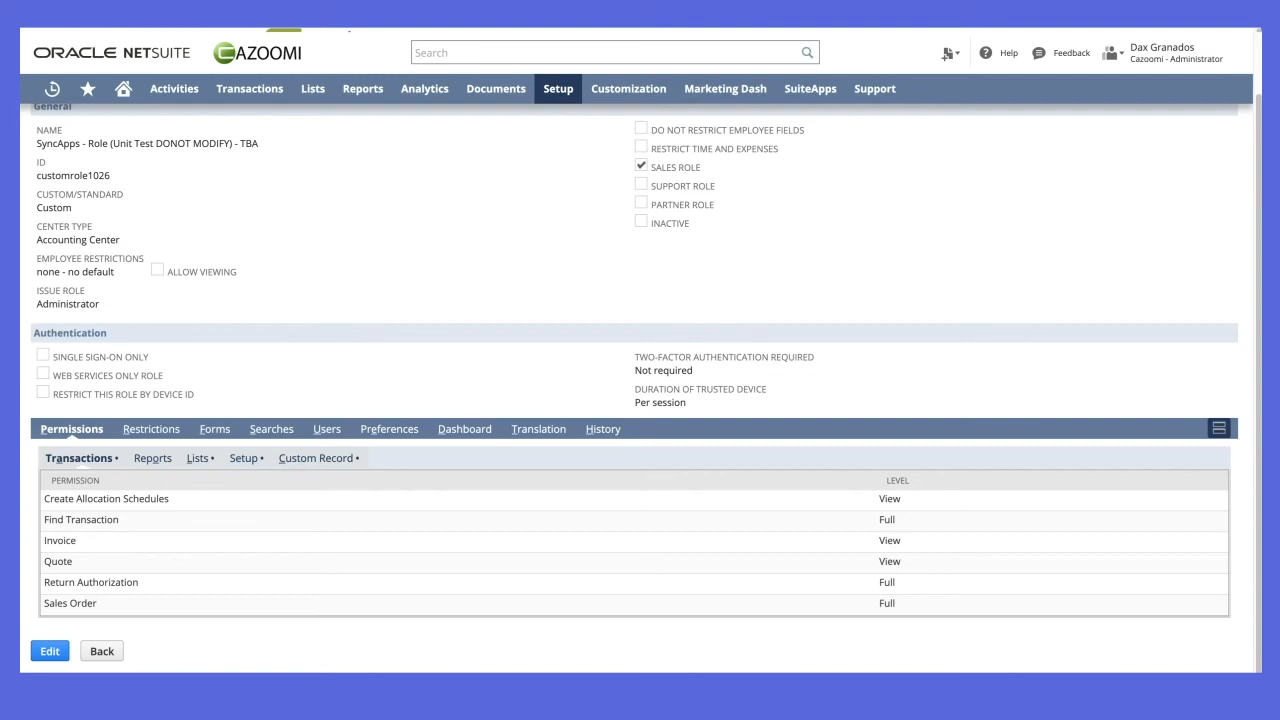 ORACLE NETSUITE CAZOOMI Search Help Feedback Dax Granados
Cazoomi - Administrator
Activities Transactions Lists Reports Analytics Documents Setup Customization Marketing Dash SuiteApps Support
General
NAME
SyncApps - Role (Unit Test DONOT MODIFY) - TBA
ID
customrole1026
CUSTOM/STANDARD
Custom
CENTER TYPE
Accounting Center
EMPLOYEE RESTRICTIONS
none - no default ALLOW VIEWING
ISSUE ROLE
Administrator
DO NOT RESTRICT EMPLOYEE FIELDS
RESTRICT TIME AND EXPENSES
SALES ROLE
SUPPORT ROLE
PARTNER ROLE
INACTIVE
Authentication
SINGLE SIGN-ON ONLY
WEB SERVICES ONLY ROLE
RESTRICT THIS ROLE BY DEVICE ID
TWO-FACTOR AUTHENTICATION REQUIRED
Not required
DURATION OF TRUSTED DEVICE
Per session
Permissions Restrictions Forms Searches Users Preferences Dashboard Translation History
Transactions • Reports Lists • Setup • Custom Record •
PERMISSION LEVEL
Create Allocation Schedules View
Find Transaction Full
Invoice View
Quote View
Return Authorization Full
Sales Order Full
Edit Back